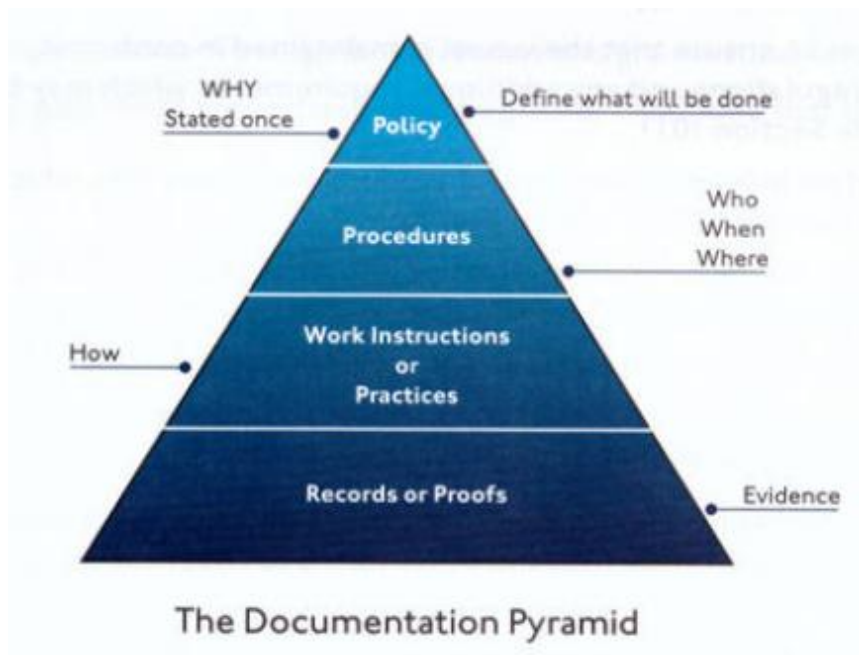 WHY
Stated once
Policy
Define what will be done
Procedures
Who
When
Where
How
Work Instructions
or
Practices
Records or Proofs
Evidence
The Documentation Pyramid